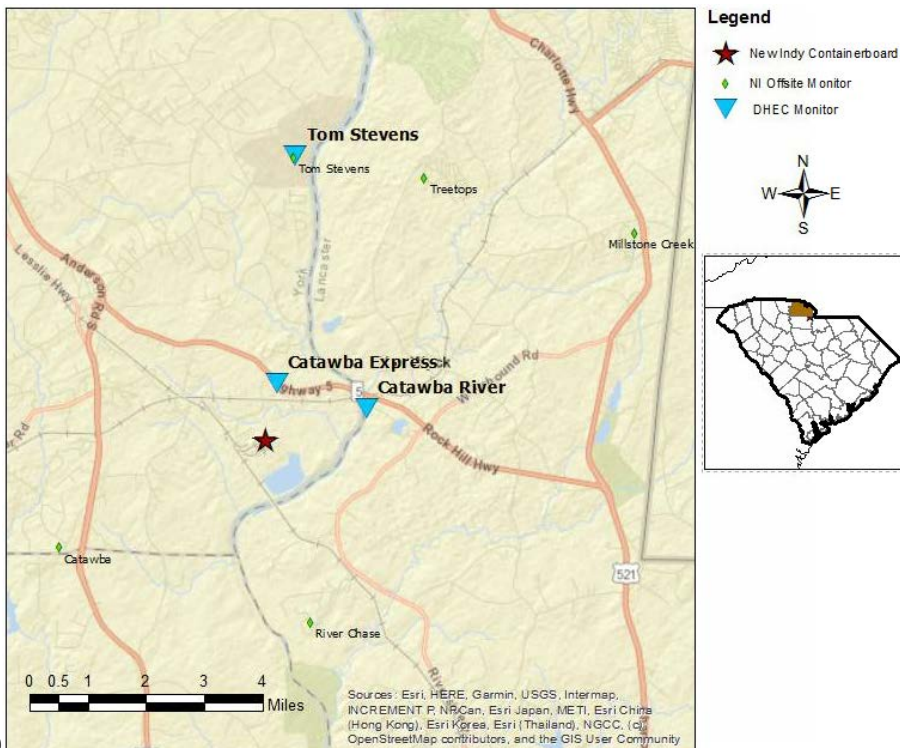 Legend
New Indy Containerboard
NI Offsite Monitor
DHEC Monitor
N
W
E
S
Charlotte Hwy
Tom Stevens
Tom Stevens
Treetops
Millstone Creek
York
Lancaster
Lesslie Hwy
Anderson Rd S
Catawba Express
Highway 5
5
Catawba River
Rock Hill Hwy
Catawba
521
River Chase
0 0.5 1 2 3 4
Miles
Sources: Esri, HERE, Garmin, USGS, Intermap,
INCREMENT P, NRCan, Esri Japan, METI, Esri China
(Hong Kong), Esri Korea, Esri (Thailand), NGCC, (c)
OpenStreetMap contributors, and the GIS User Community